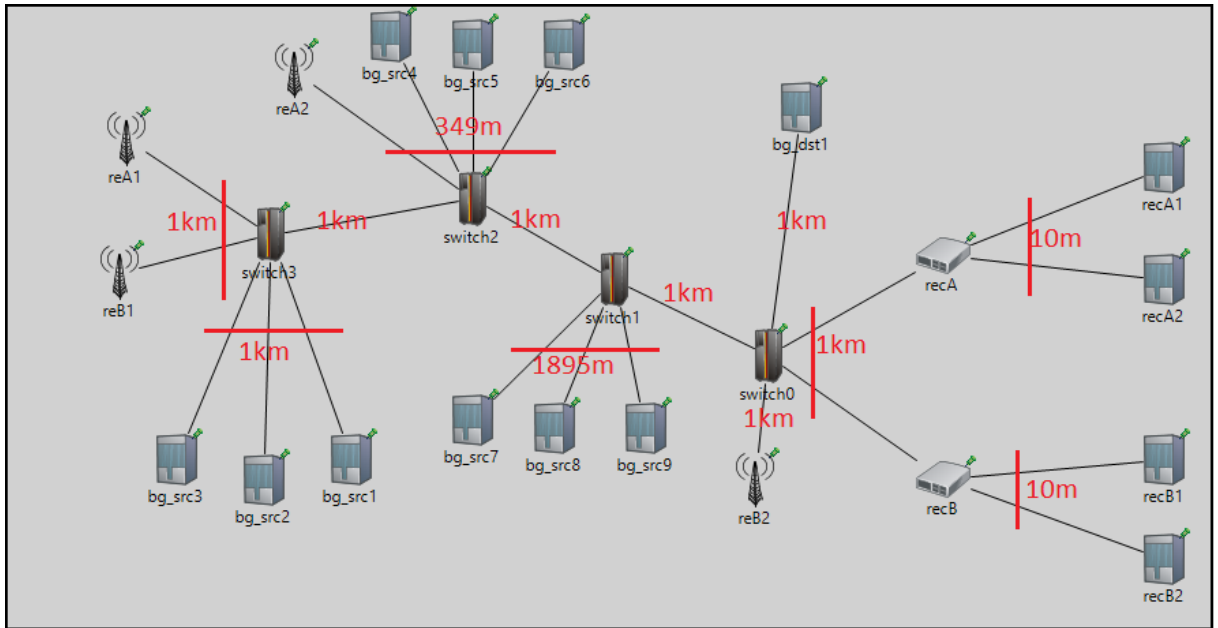 bg_src4
bg_src5
bg_src6
reA2
349m
bg_dst1
reA1
recA1
1km
1km
switch2
1km
1km
10m
switch3
recA
reB1
switch1
1km
recA2
1km
1895m
1km
switch0
1km
bg_src7
bg_src8
bg_src9
bg_src3
bg_src2
bg_src1
reB2
recB
10m
recB1
recB2